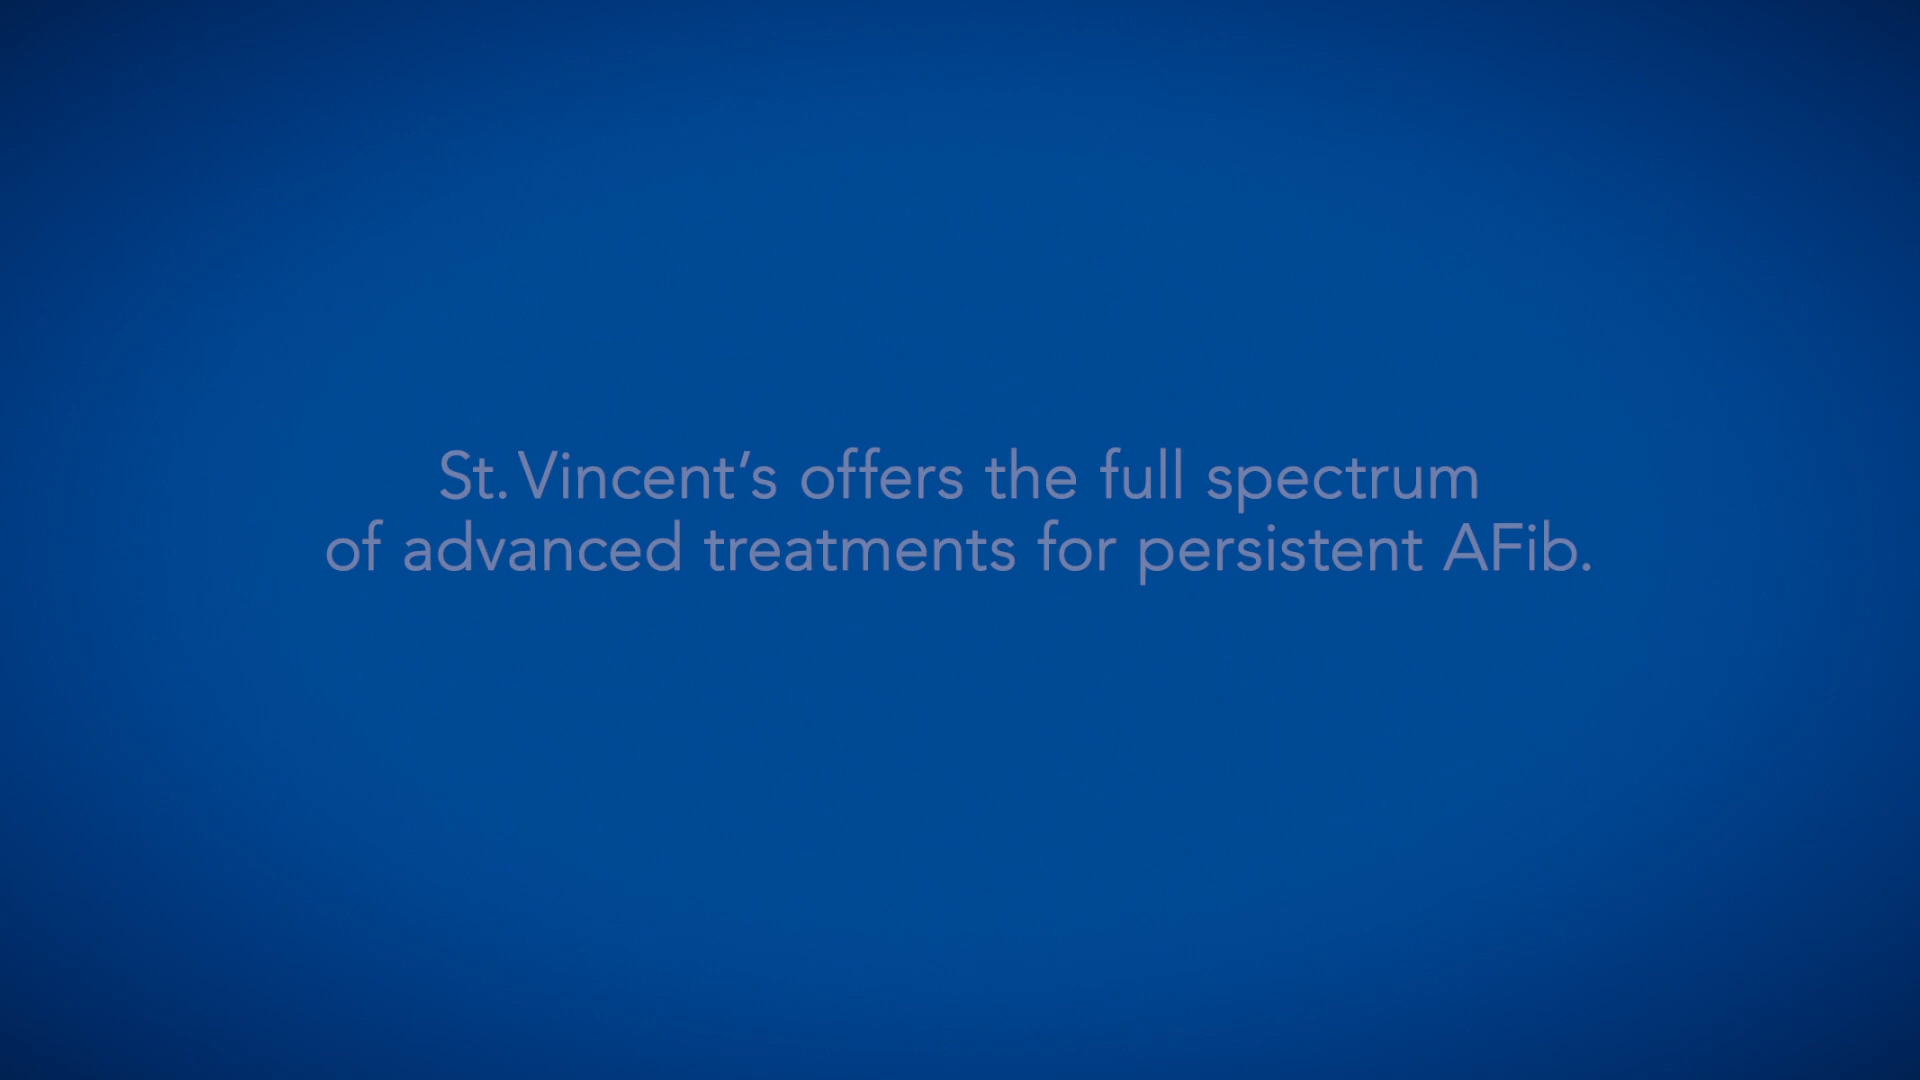 St. Vincent’s offers the full spectrum
of advanced treatments for persistent AFib.